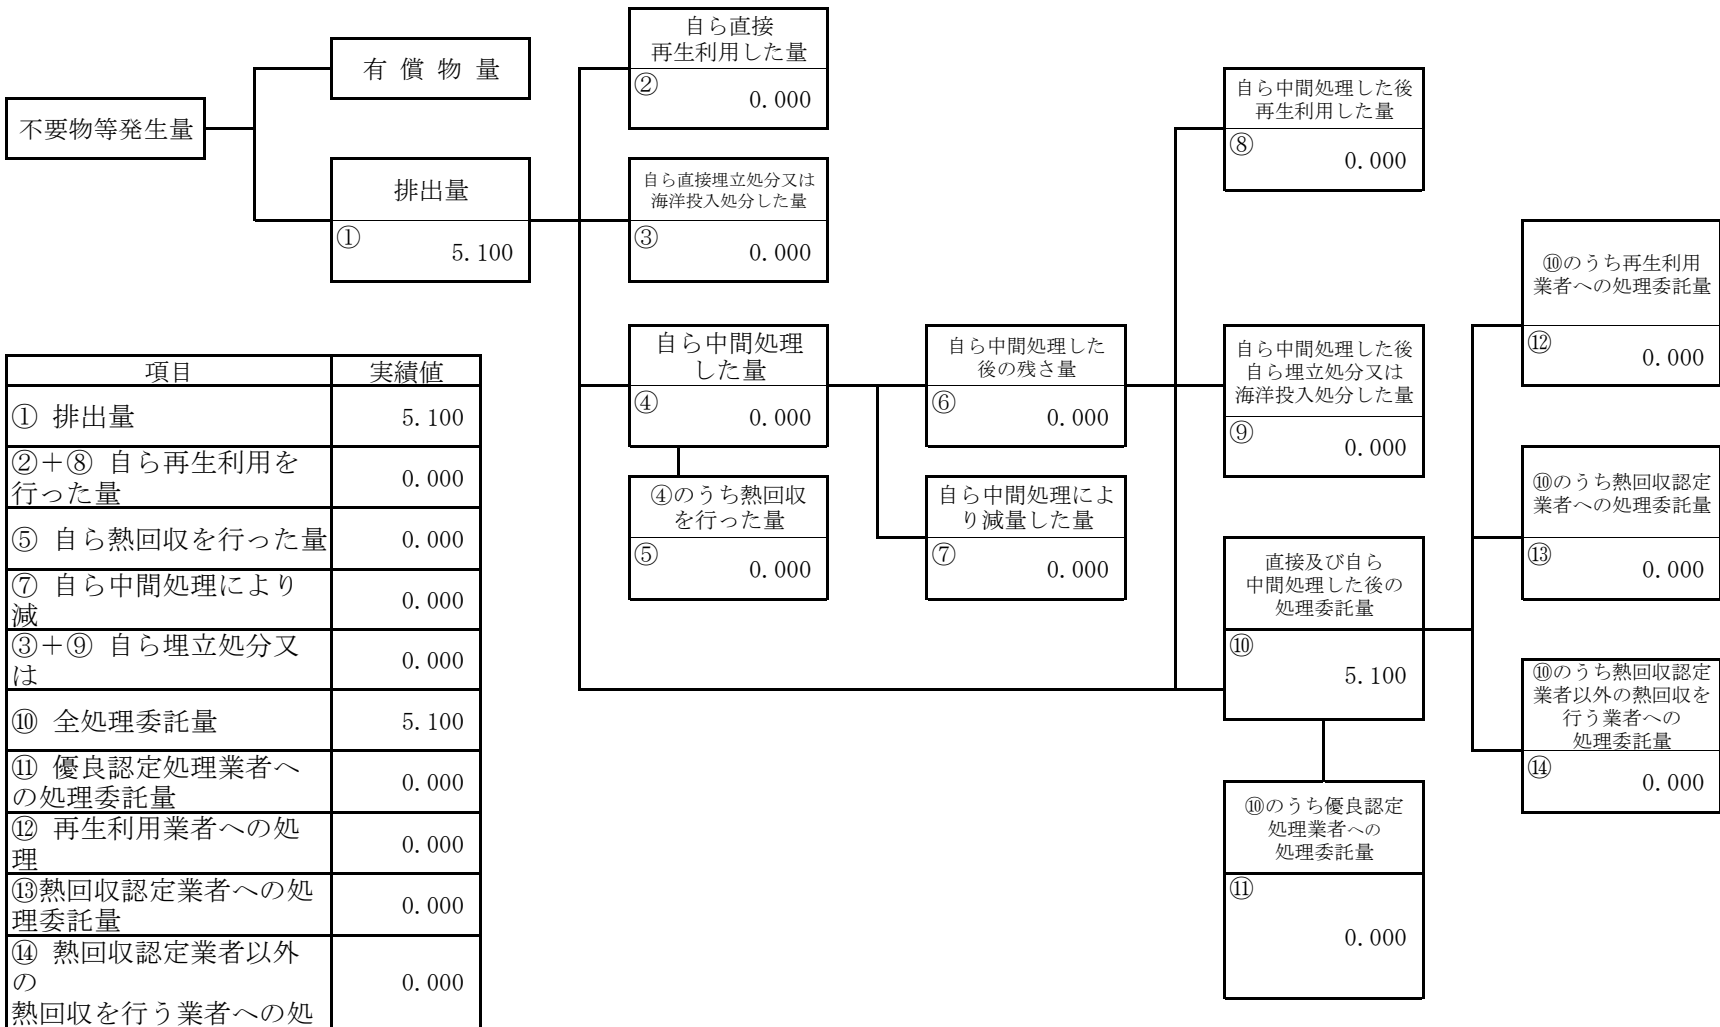 不要物等発生量
有 償 物 量
排出量
①
5.100
自ら直接
再生利用した量
②
0.000
自ら直接埋立処分又は
海洋投入処分した量
③
0.000
自ら中間処理
した量
④
0.000
④のうち熱回収
を行った量
⑤
0.000
自ら中間処理した
後の残さ量
⑥
0.000
自ら中間処理によ
り減量した量
⑦
0.000
自ら中間処理した後
再生利用した量
⑧
0.000
自ら中間処理した後
自ら埋立処分又は
海洋投入処分した量
⑨
0.000
直接及び自ら
中間処理した後の
処理委託量
⑩
5.100
⑩のうち優良認定
処理業者への
処理委託量
⑪
0.000
⑩のうち再生利用
業者への処理委託量
⑫
0.000
⑩のうち熱回収認定
業者への処理委託量
⑬
0.000
⑩のうち熱回収認定
業者以外の熱回収を
行う業者への
処理委託量
⑭
0.000
項目 実績値
① 排出量 5.100
②+⑧ 自ら再生利用を
行った量 0.000
⑤ 自ら熱回収を行った量 0.000
⑦ 自ら中間処理により
減 0.000
③+⑨ 自ら埋立処分又
は 0.000
⑩ 全処理委託量 5.100
⑪ 優良認定処理業者へ
の処理委託量 0.000
⑫ 再生利用業者への処
理 0.000
⑬熱回収認定業者への処
理委託量 0.000
⑭ 熱回収認定業者以外
の 0.000
熱回収を行う業者への処